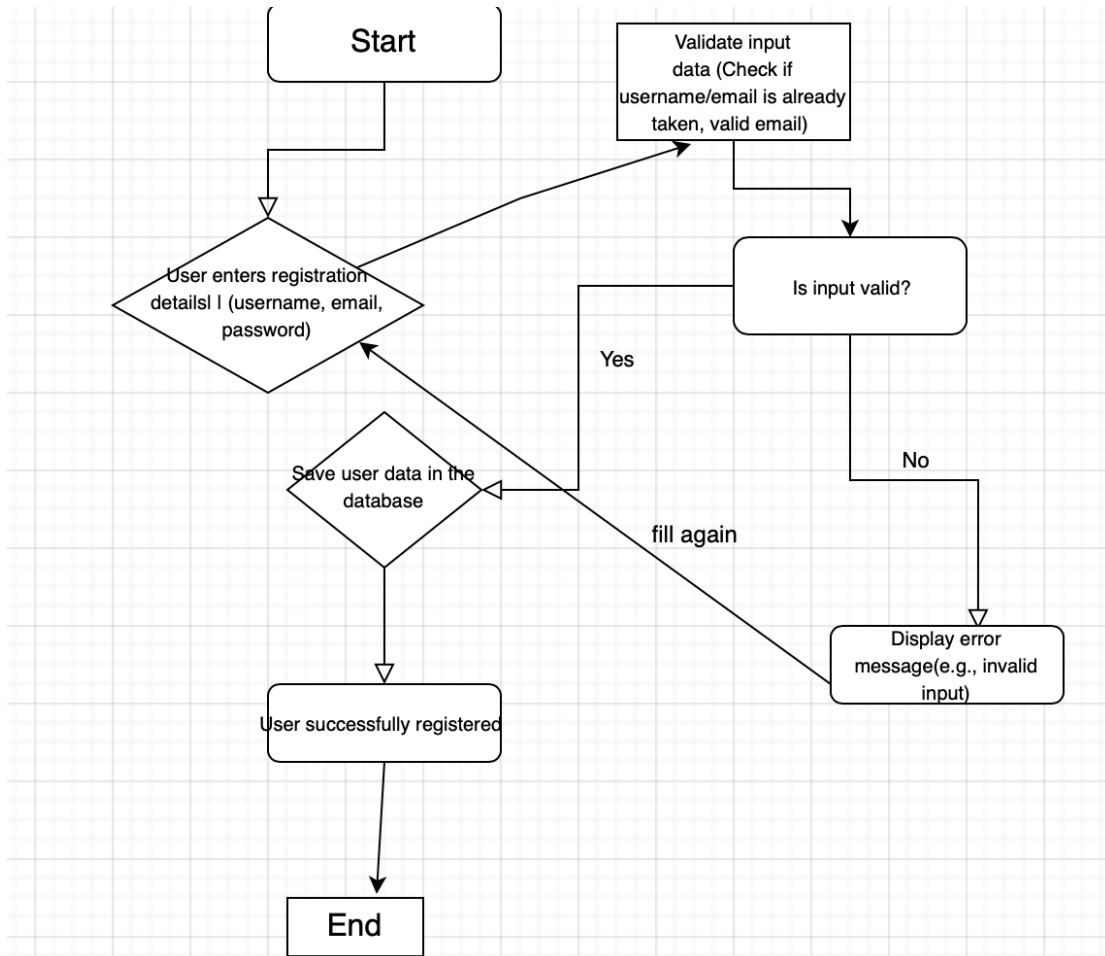 Start
Validate input
data (Check if
username/email is already
taken, valid email)
User enters registration
detailsl l (username, email,
password)
Is input valid?
Yes
Save user data in the
database
No
fill again
Display error
message(e.g., invalid
input)
User successfully registered
End